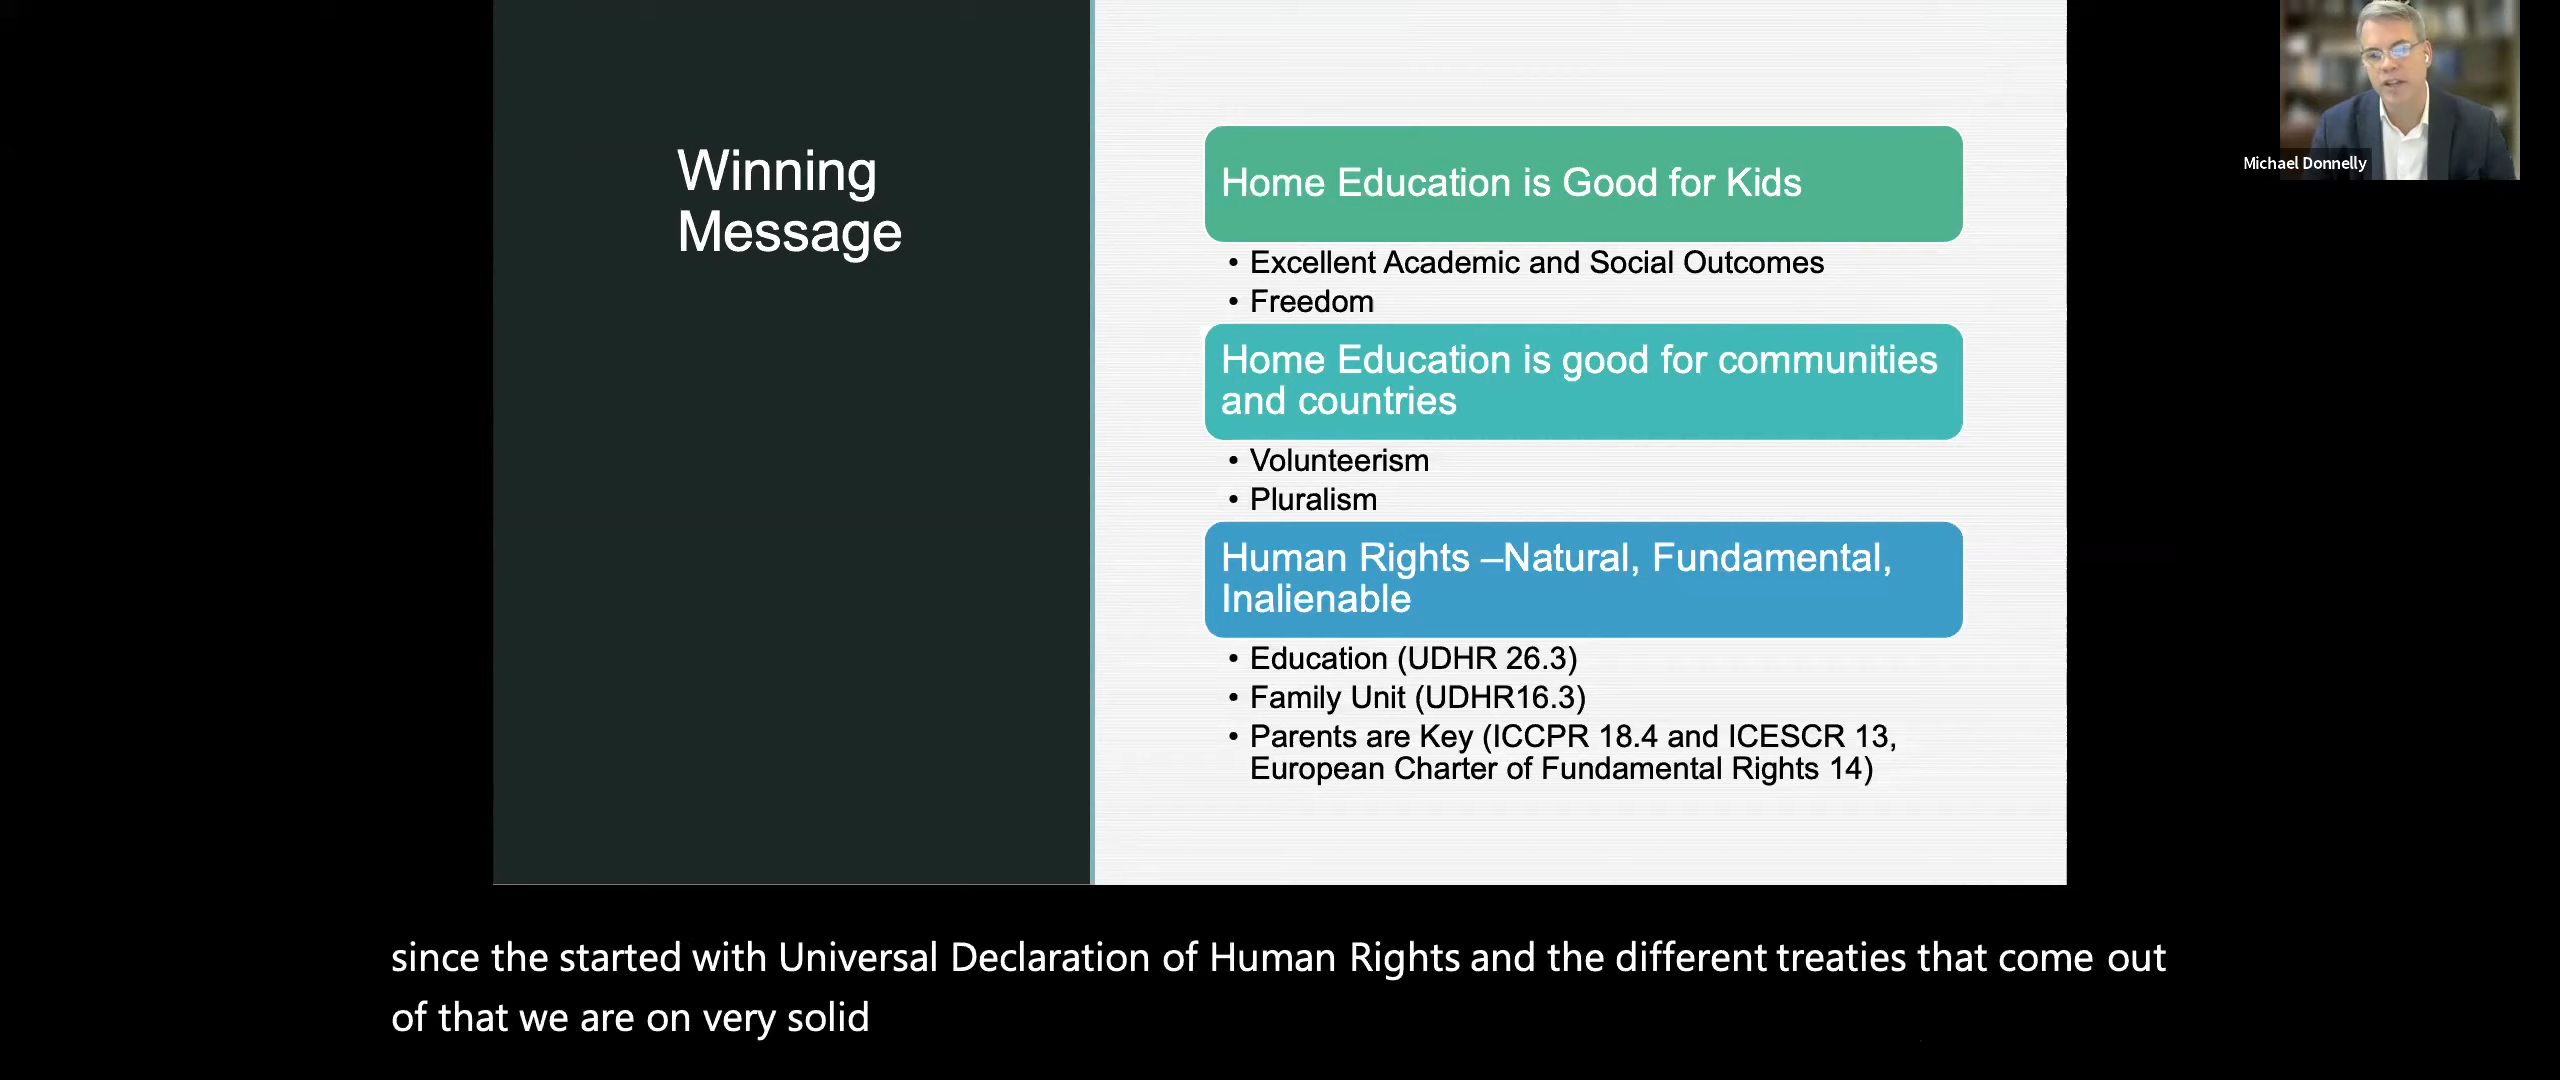 Winning
Message
Home Education is Good for Kids
• Excellent Academic and Social Outcomes
• Freedom
Home Education is good for communities
and countries
• Volunteerism
• Pluralism
Human Rights –Natural, Fundamental,
Inalienable
• Education (UDHR 26.3)
• Family Unit (UDHR16.3)
• Parents are Key (ICCPR 18.4 and ICESCR 13,
European Charter of Fundamental Rights 14)
Michael Donnelly
since the started with Universal Declaration of Human Rights and the different treaties that come out
of that we are on very solid